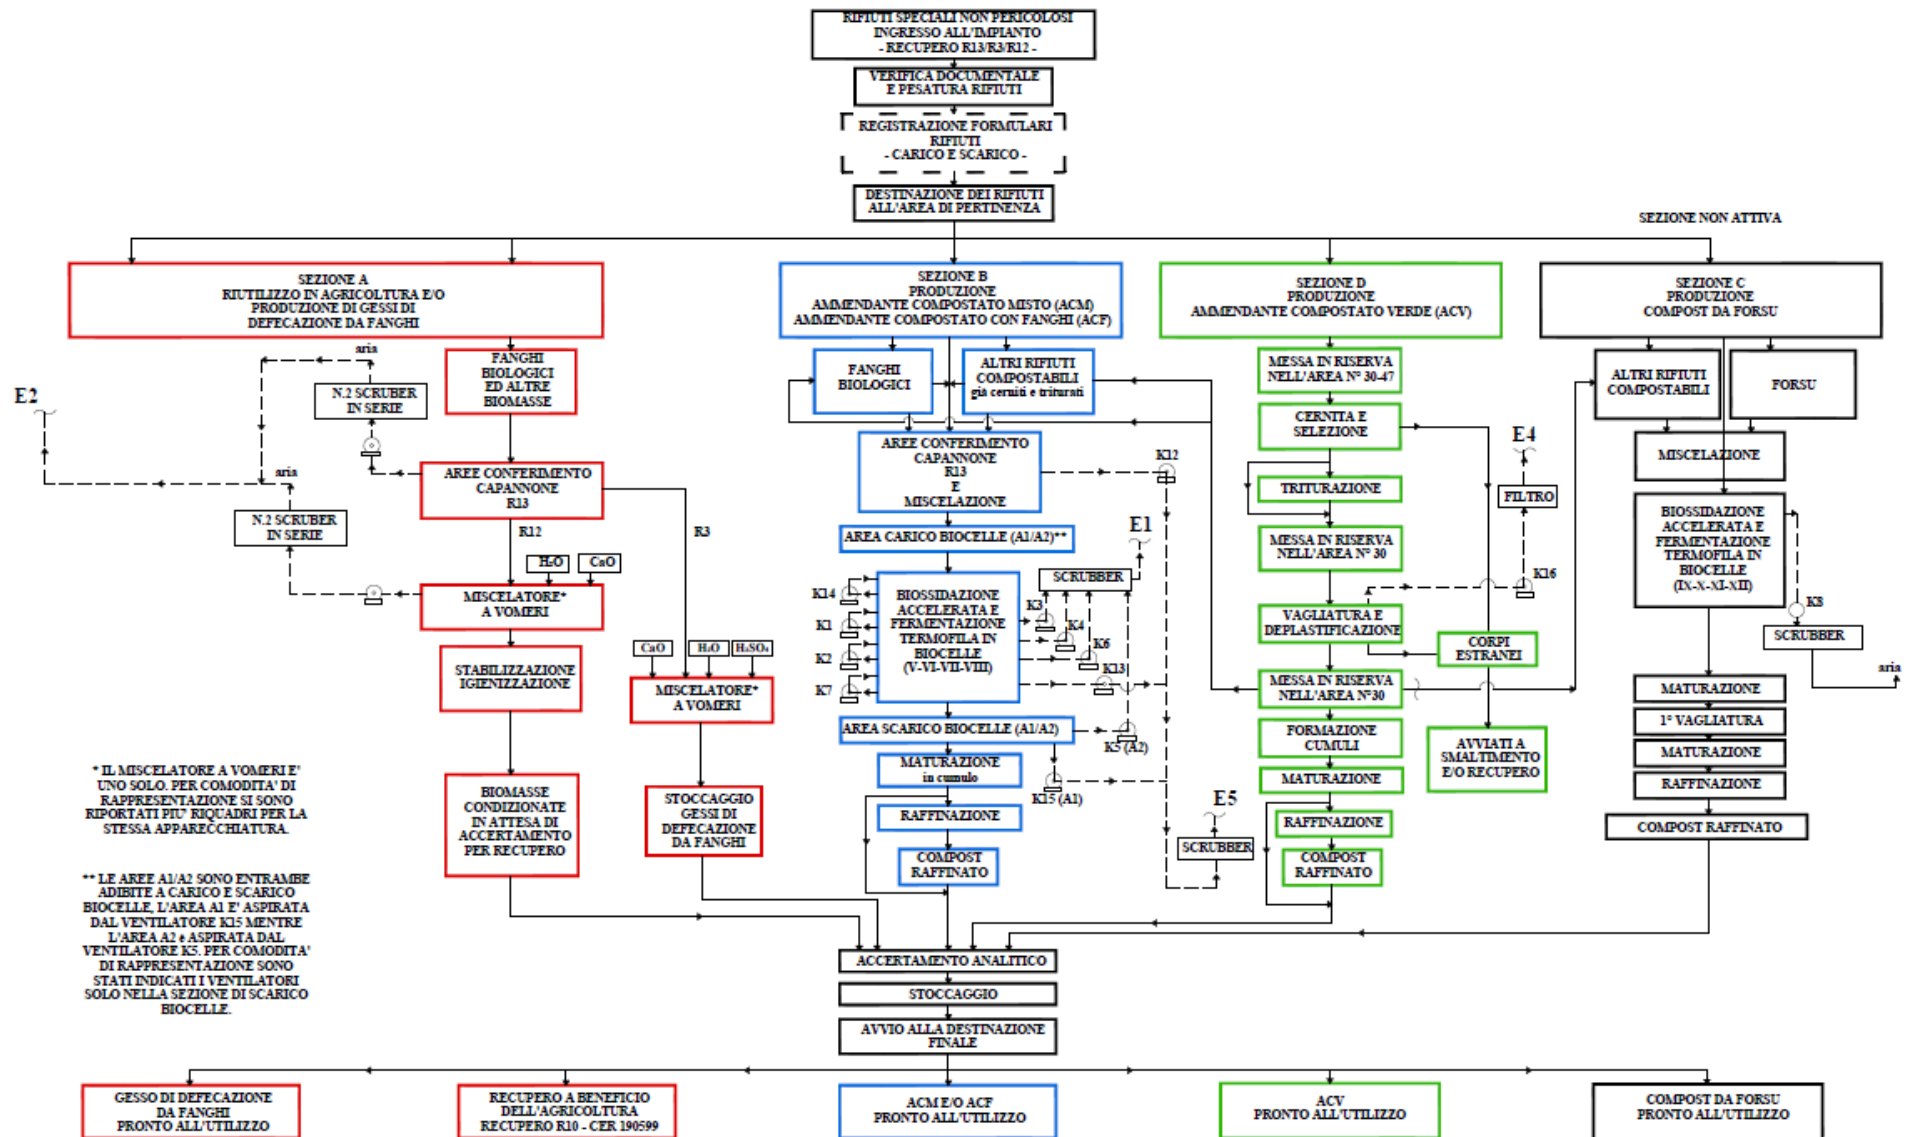 RIFIUTI SPECIALI NON PERICOLOSI
INGRESSO ALL'IMPIANTO
- RECUPERO R13/R3/R12 -
VERIFICA DOCUMENTALE
E PESATURA RIFIUTI
REGISTRAZIONE FORMULARI
RIFIUTI
- CARICO E SCARICO -
DESTINAZIONE DEI RIFIUTI
ALL'AREA DI PERTINENZA
SEZIONE NON ATTIVA
SEZIONE A
RIUTILIZZO IN AGRICOLTURA E/O
PRODUZIONE DI GESSI DI
DEFECAZIONE DA FANGHI
aria
FANGHI
BIOLOGICI
ED ALTRE
BIOMASSE
E2
N.2 SCRUBER
IN SERIE
aria
AREE CONFERIMENTO
CAPANNONE
R13
N.2 SCRUBER
IN SERIE
R12
R3
H2O
CaO
MISCELATORE*
A VOMERI
STABILIZZAZIONE
IGIENIZZAZIONE
CaO
H2O
H2SO4
MISCELATORE*
A VOMERI
BIOMASSE
CONDIZIONATE
IN ATTESA DI
ACCERTAMENTO
PER RECUPERO
STOCCAGGIO
GESSI DI
DEFECAZIONE
DA FANGHI
* IL MISCELATORE A VOMERI E'
UNO SOLO. PER COMODITA' DI
RAPPRESENTAZIONE SI SONO
RIPORTATI PIU' RIQUADRI PER LA
STESSA APPARECCHIATURA.
** LE AREE A1/A2 SONO ENTRAMBE
ADIBITE A CARICO E SCARICO
BIOCELLE, L'AREA A1 E' ASPIRATA
DAL VENTILATORE K15 MENTRE
L'AREA A2 è ASPIRATA DAL
VENTILATORE K5. PER COMODITA'
DI RAPPRESENTAZIONE SONO
STATI INDICATI I VENTILATORI
SOLO NELLA SEZIONE DI SCARICO
BIOCELLE.
SEZIONE B
PRODUZIONE
AMMENDANTE COMPOSTATO MISTO (ACM)
AMMENDANTE COMPOSTATO CON FANGHI (ACF)
FANGHI
BIOLOGICI
ALTRI RIFIUTI
COMPOSTABILI
già cerniti e triturati
AREE CONFERIMENTO
CAPANNONE
R13
E
MISCELAZIONE
K12
AREA CARICO BIOCELLE (A1/A2)**
E1
SCRUBBER
BIOSSIDAZIONE
ACCELERATA E
FERMENTAZIONE
TERMOFILA IN
BIOCELLE
(V-VI-VII-VIII)
K14
K1
K2
K7
K3
K4
K6
K13
AREA SCARICO BIOCELLE (A1/A2)
K5 (A2)
MATURAZIONE
in cumulo
K15 (A1)
RAFFINAZIONE
COMPOST
RAFFINATO
E5
SCRUBBER
SEZIONE D
PRODUZIONE
AMMENDANTE COMPOSTATO VERDE (ACV)
MESSA IN RISERVA
NELL'AREA N° 30-47
CERNITA E
SELEZIONE
E4
FILTRO
TRITURAZIONE
MESSA IN RISERVA
NELL'AREA N° 30
K16
VAGLIATURA E
DEPLASTIFICAZIONE
CORPI
ESTRANEI
MESSA IN RISERVA
NELL'AREA N°30
FORMAZIONE
CUMULI
AVVIATI A
SMALTIMENTO
E/O RECUPERO
MATURAZIONE
RAFFINAZIONE
COMPOST
RAFFINATO
SEZIONE C
PRODUZIONE
COMPOST DA FORSU
ALTRI RIFIUTI
COMPOSTABILI
FORSU
MISCELAZIONE
BIOSSIDAZIONE
ACCELERATA E
FERMENTAZIONE
TERMOFILA IN
BIOCELLE
(IX-X-XI-XII)
K8
SCRUBBER
aria
MATURAZIONE
1° VAGLIATURA
MATURAZIONE
RAFFINAZIONE
COMPOST RAFFINATO
ACCERTAMENTO ANALITICO
STOCCAGGIO
AVVIO ALLA DESTINAZIONE
FINALE
GESSO DI DEFECAZIONE
DA FANGHI
PRONTO ALL'UTILIZZO
RECUPERO A BENEFICIO
DELL'AGRICOLTURA
RECUPERO R10 - CER 190599
ACM E/O ACF
PRONTO ALL'UTILIZZO
ACV
PRONTO ALL'UTILIZZO
COMPOST DA FORSU
PRONTO ALL'UTILIZZO